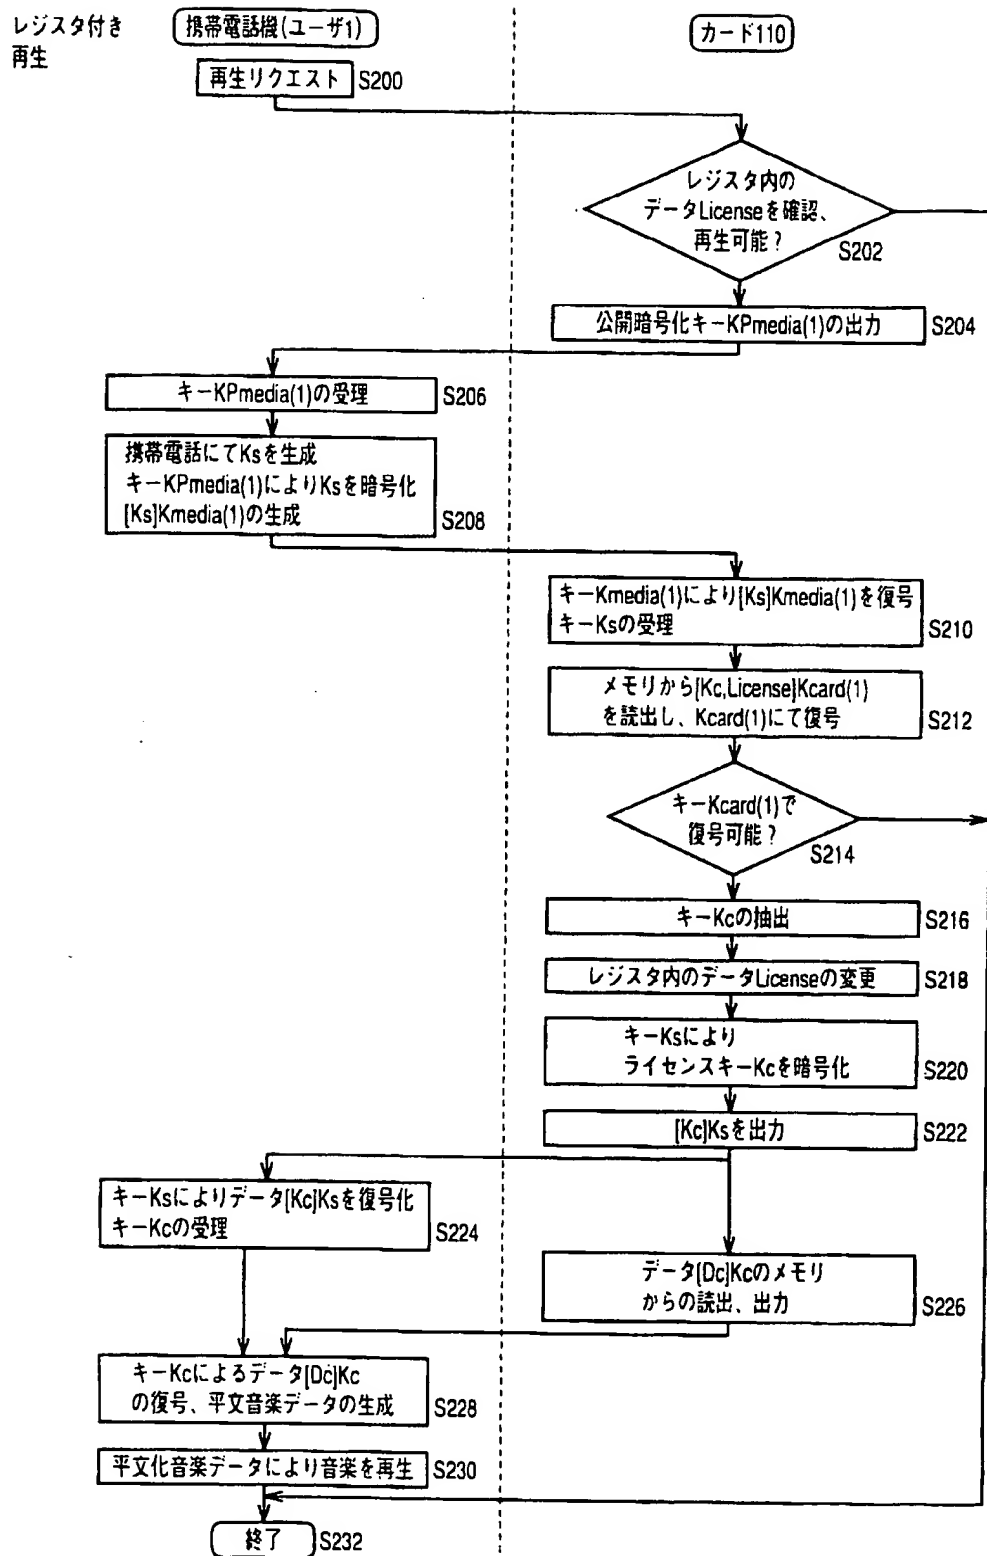 レジスタ付き
再生
携帯電話機(ユーザ1)
カード110
再生リクエスト
S200
レジスタ内の
データLicenseを確認、
再生可能?
S202
公開暗号化キーKPmedia(1)の出力
S204
キーKPmedia(1)の受理
S206
携帯電話にてKsを生成
キーKPmedia(1)によりKsを暗号化
[Ks]Kmedia(1)の生成
S208
キーKmedia(1)により[Ks]Kmedia(1)を復号
キーKsの受理
S210
メモリから[Kc,License]Kcard(1)
を読出し、Kcard(1)にて復号
S212
キーKcard(1)で
復号可能?
S214
キーKcの抽出
S216
レジスタ内のデータLicenseの変更
S218
キーKsにより
ライセンスキーKcを暗号化
S220
[Kc]Ksを出力
S222
キーKsによりデータ[Kc]Ksを復号化
キーKcの受理
S224
データ[Dc]Kcのメモリ
からの読出、出力
S226
キーKcによるデータ[Dc]Kc
の復号、平文音楽データの生成
S228
平文化音楽データにより音楽を再生
S230
終了
S232